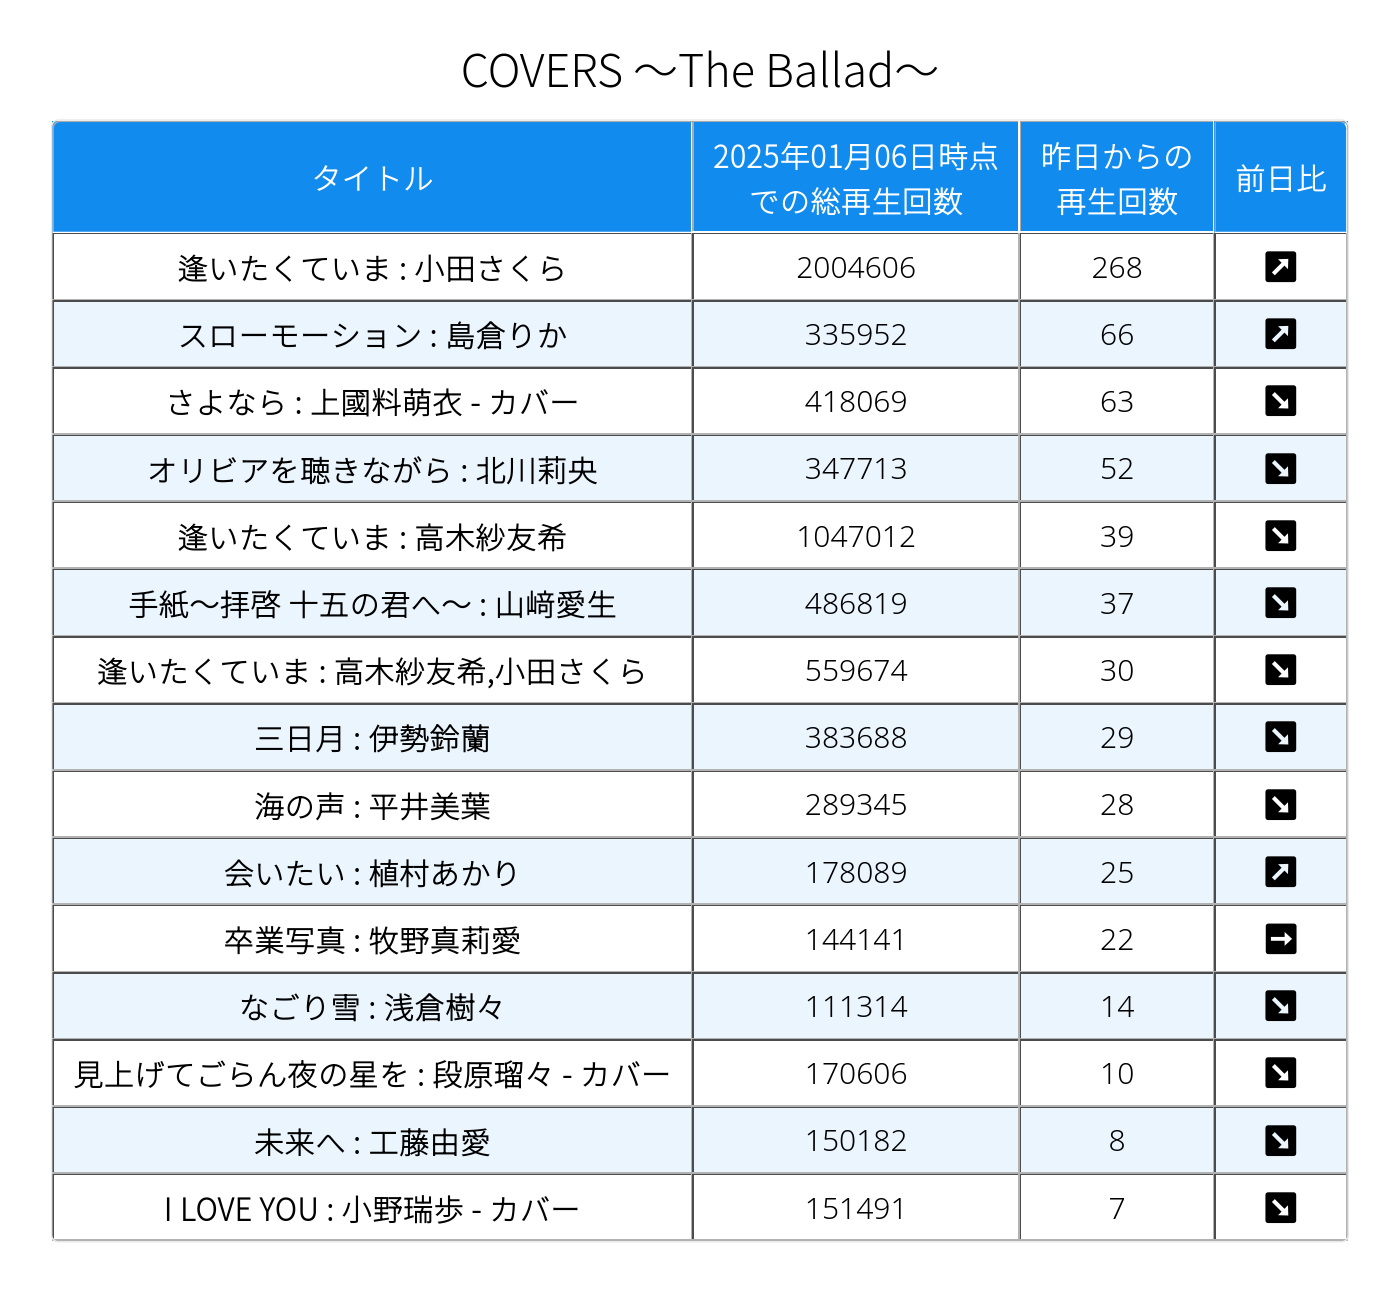 COVERS ～The Ballad～
タイトル 2025年01月06日時点での総再生回数 昨日からの再生回数 前日比
逢いたくていま : 小田さくら 2004606 268 ↗
スローモーション : 島倉りか 335952 66 ↗
さよなら : 上國料萌衣 - カバー 418069 63 ↘
オリビアを聴きながら : 北川莉央 347713 52 ↘
逢いたくていま : 高木紗友希 1047012 39 ↘
手紙～拝啓 十五の君へ～ : 山﨑愛生 486819 37 ↘
逢いたくていま : 高木紗友希,小田さくら 559674 30 ↘
三日月 : 伊勢鈴蘭 383688 29 ↘
海の声 : 平井美葉 289345 28 ↘
会いたい : 植村あかり 178089 25 ↗
卒業写真 : 牧野真莉愛 144141 22 →
なごり雪 : 浅倉樹々 111314 14 ↘
見上げてごらん夜の星を : 段原瑠々 - カバー 170606 10 ↘
未来へ : 工藤由愛 150182 8 ↘
I LOVE YOU : 小野瑞歩 - カバー 151491 7 ↘